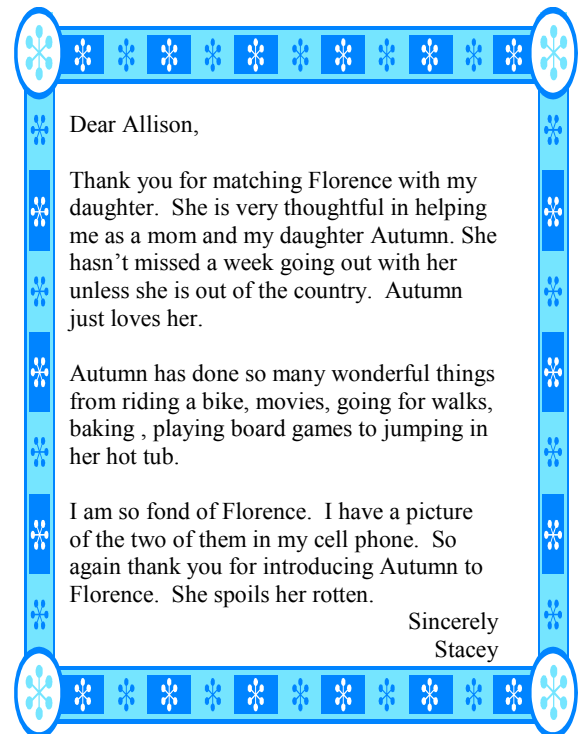 Dear Allison,
Thank you for matching Florence with my
daughter.  She is very thoughtful in helping
me as a mom and my daughter Autumn. She
hasn’t missed a week going out with her
unless she is out of the country.  Autumn
just loves her.
Autumn has done so many wonderful things
from riding a bike, movies, going for walks,
baking , playing board games to jumping in
her hot tub.
I am so fond of Florence.  I have a picture
of the two of them in my cell phone.  So
again thank you for introducing Autumn to
Florence.  She spoils her rotten.
Sincerely
Stacey